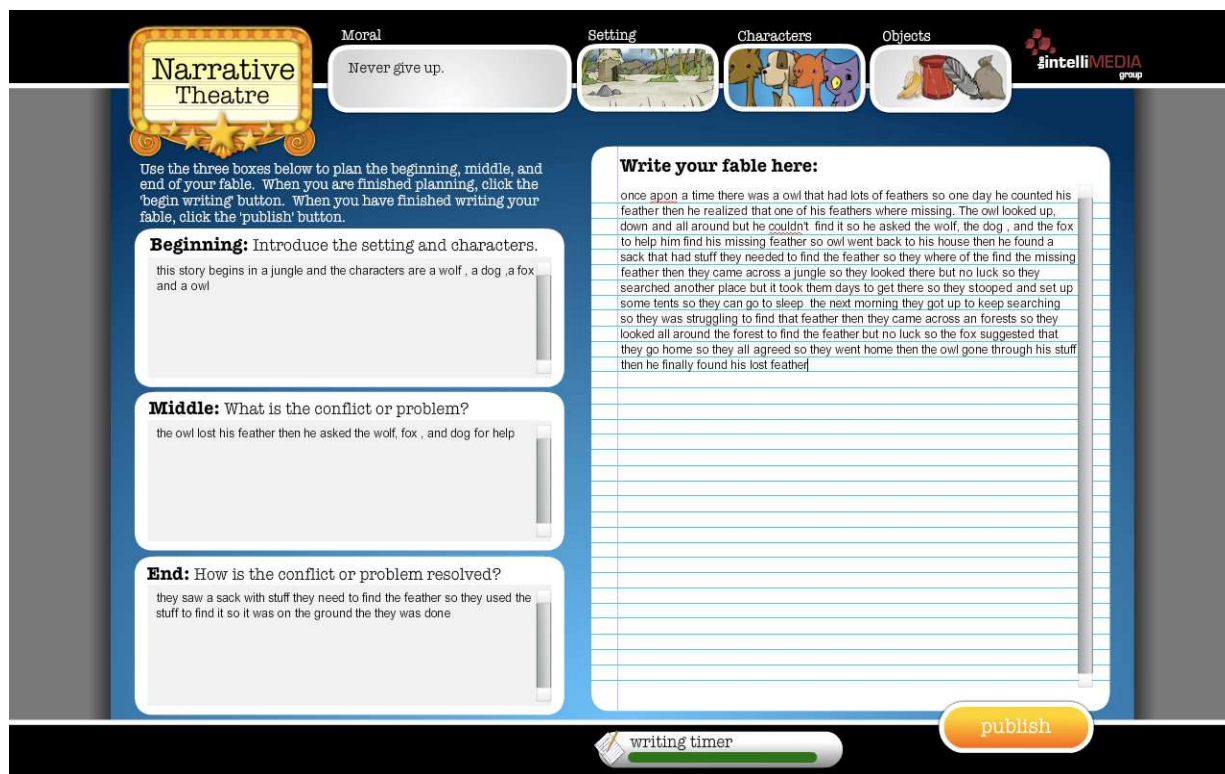 Moral
Setting
Characters
Objects
Narrative
Theatre
Never give up.
intelliMEDIA
group
Use the three boxes below to plan the beginning, middle, and
end of your fable. When you are finished planning, click the
'begin writing' button. When you have finished writing your
fable, click the 'publish' button.
Beginning: Introduce the setting and characters.
this story begins in a jungle and the characters are a wolf , a dog ,a fox
and a owl
Middle: What is the conflict or problem?
the owl lost his feather then he asked the wolf, fox , and dog for help
End: How is the conflict or problem resolved?
they saw a sack with stuff they need to find the feather so they used the
stuff to find it so it was on the ground the they was done
Write your fable here:
once apon a time there was a owl that had lots of feathers so one day he counted his
feather then he realized that one of his feathers where missing. The owl looked up,
down and all around but he couldn't find it so he asked the wolf, the dog , and the fox
to help him find his missing feather so owl went back to his house then he found a
sack that had stuff they needed to find the feather so they where of the find the missing
feather then they came across a jungle so they looked there but no luck so they
searched another place but it took them days to get there so they stooped and set up
some tents so they can go to sleep the next morning they got up to keep searching
so they was struggling to find that feather then they came across an forests so they
looked all around the forest to find the feather but no luck so the fox suggested that
they go home so they all agreed so they went home then the owl gone through his stuff
then he finally found his lost feather
publish
writing timer